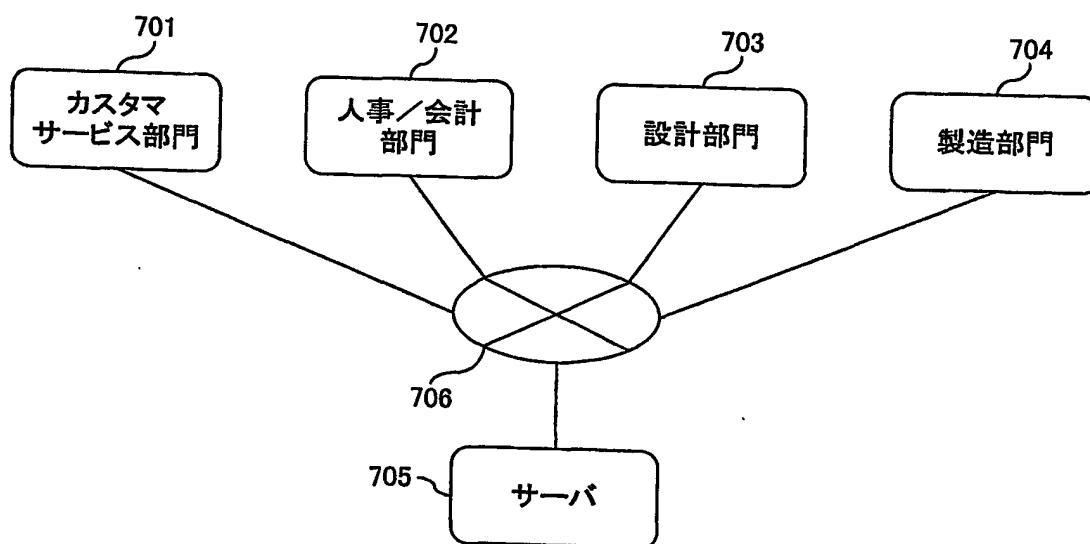 701
702
703
704
カスタマ
サービス部門
人事／会計
部門
設計部門
製造部門
706
705
サーバ